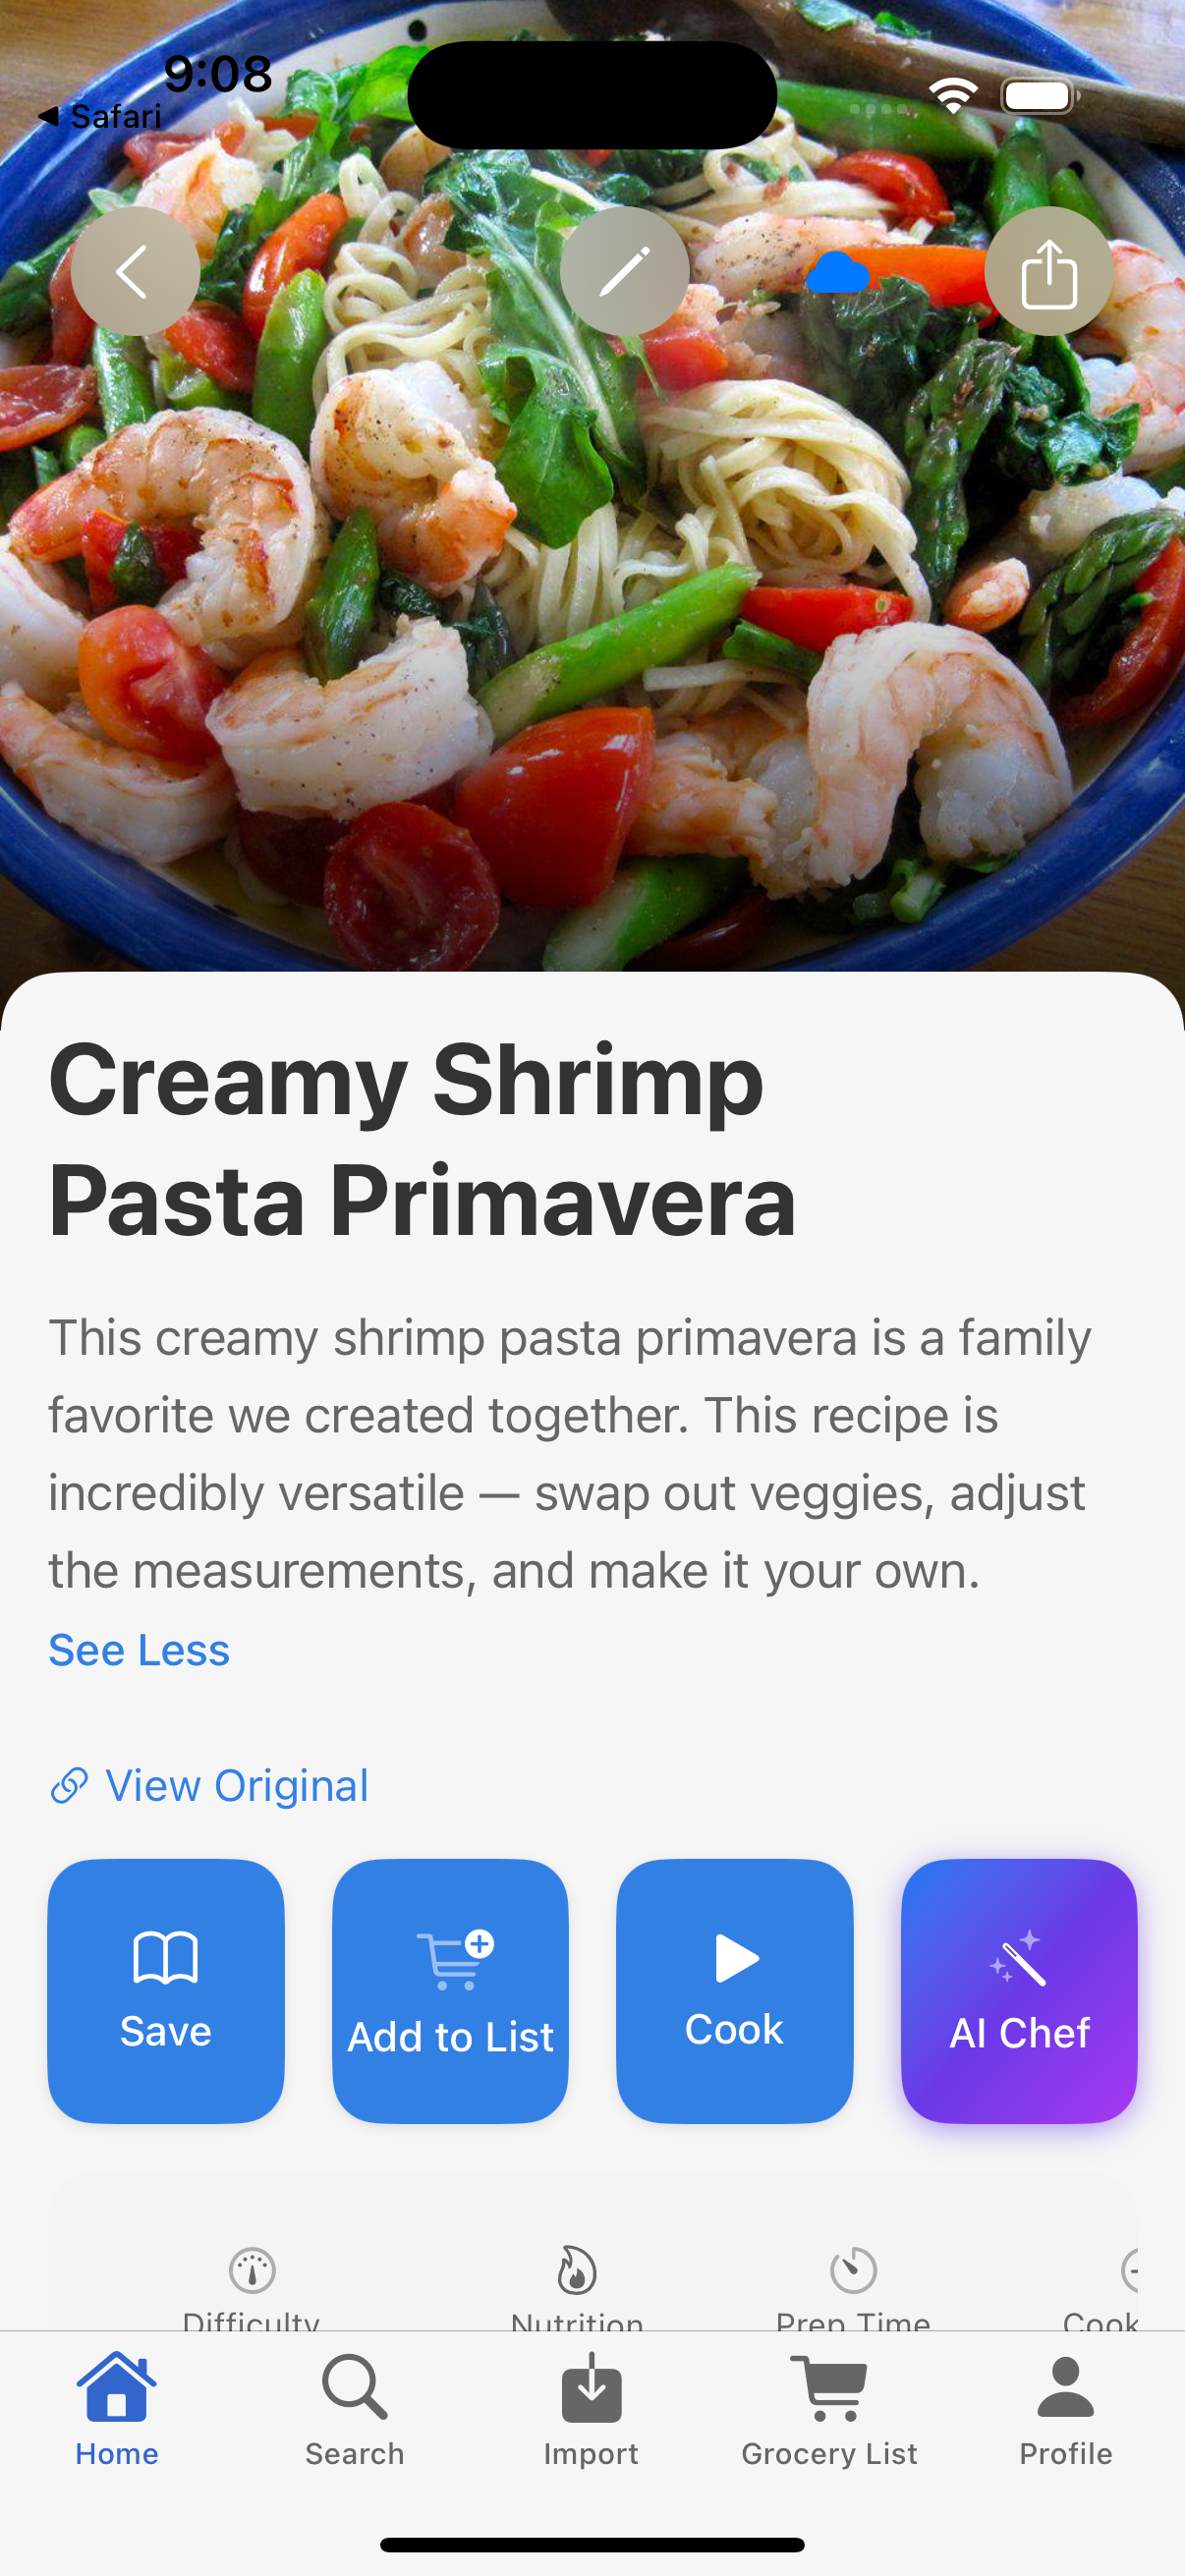 9:08
◀ Safari
Creamy Shrimp
Pasta Primavera
This creamy shrimp pasta primavera is a family
favorite we created together. This recipe is
incredibly versatile — swap out veggies, adjust
the measurements, and make it your own.
See Less
View Original
Save Add to List Cook AI Chef
Difficulty Nutrition Prep Time Cook
Home Search Import Grocery List Profile